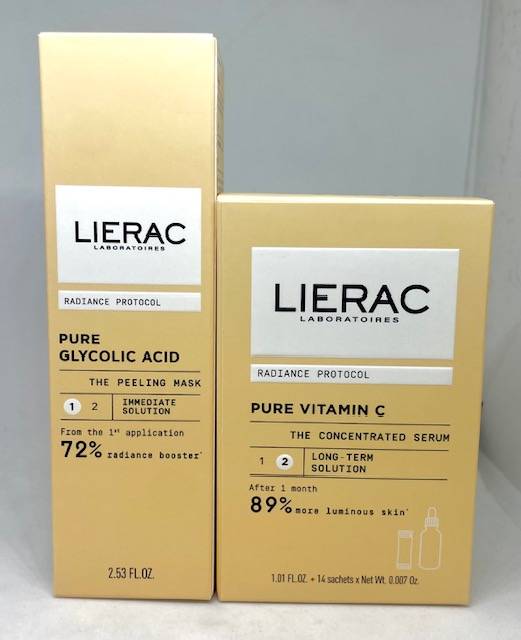 LIERAC
LABORATOIRES
RADIANCE PROTOCOL
PURE
GLYCOLIC ACID
THE PEELING MASK
1 2 IMMEDIATE
SOLUTION
From the 1st application
72% radiance booster*
2.53 FL.OZ.
LIERAC
LABORATOIRES
RADIANCE PROTOCOL
PURE VITAMIN C
THE CONCENTRATED SERUM
1 2 LONG-TERM
SOLUTION
After 1 month
89% more luminous skin*
1.01 FL.OZ. + 14 sachets x Net Wt. 0.007 Oz.